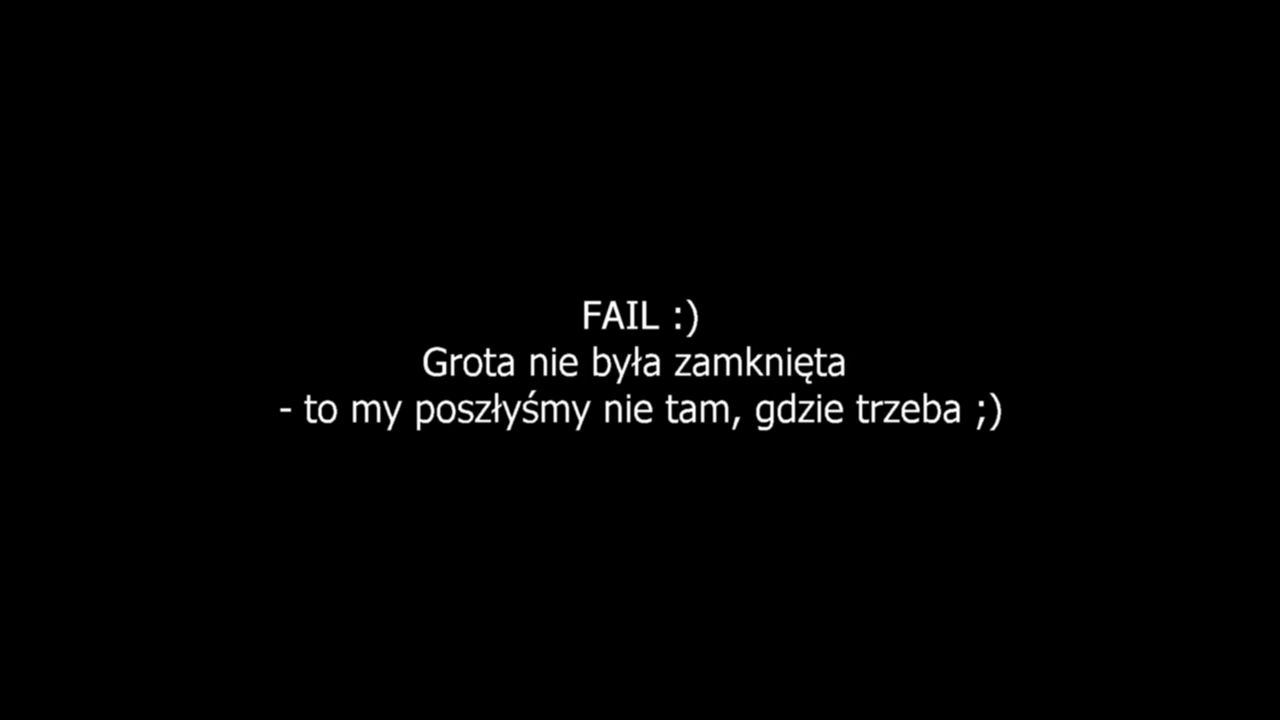 FAIL :)
Grota nie była zamknięta
- to my poszłyśmy nie tam, gdzie trzeba ;)